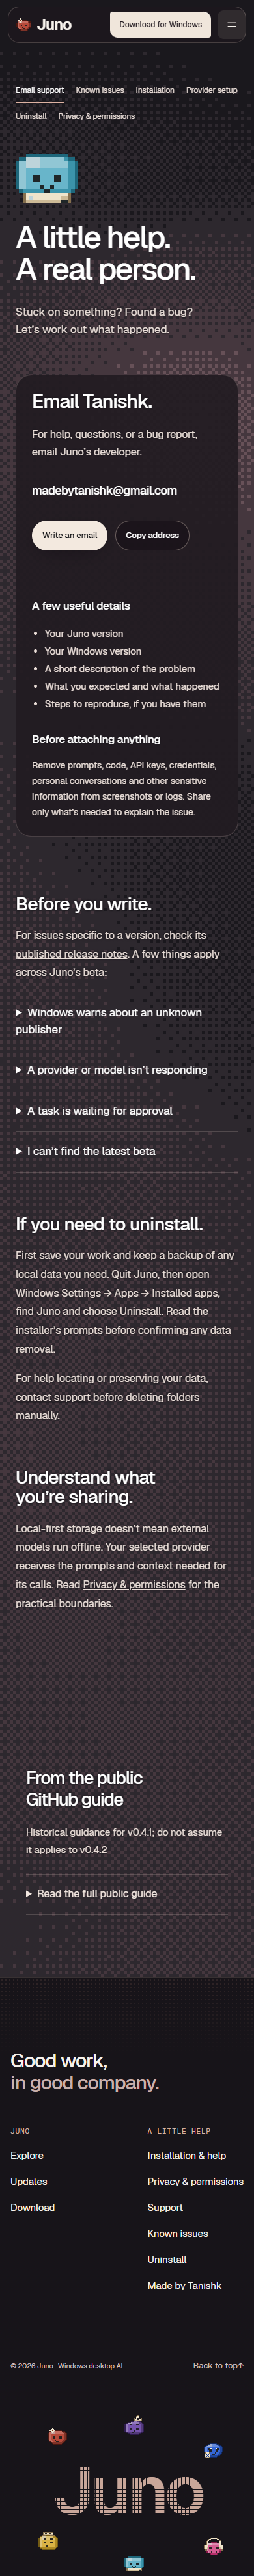 Juno
Download for Windows
Email support Known issues Installation Provider setup
Uninstall Privacy & permissions
A little help.
A real person.
Stuck on something? Found a bug?
Let's work out what happened.
Email Tanishk.
For help, questions, or a bug report,
email Juno's developer.
madebytanishk@gmail.com
Write an email Copy address
A few useful details
• Your Juno version
• Your Windows version
• A short description of the problem
• What you expected and what happened
• Steps to reproduce, if you have them
Before attaching anything
Remove prompts, code, API keys, credentials,
personal conversations and other sensitive
information from screenshots or logs. Share
only what's needed to explain the issue.
Before you write.
For issues specific to a version, check its
published release notes. A few things apply
across Juno's beta:
▶ Windows warns about an unknown
publisher
▶ A provider or model isn't responding
▶ A task is waiting for approval
▶ I can't find the latest beta
If you need to uninstall.
First save your work and keep a backup of any
local data you need. Quit Juno, then open
Windows Settings → Apps → Installed apps,
find Juno and choose Uninstall. Read the
installer's prompts before confirming any data
removal.
For help locating or preserving your data,
contact support before deleting folders
manually.
Understand what
you're sharing.
Local-first storage doesn't mean external
models run offline. Your selected provider
receives the prompts and context needed for
its calls. Read Privacy & permissions for the
practical boundaries.
From the public
GitHub guide
Historical guidance for v0.4.1; do not assume
it applies to v0.4.2
▶ Read the full public guide
Good work,
in good company.
JUNO
Explore
Updates
Download
A LITTLE HELP
Installation & help
Privacy & permissions
Support
Known issues
Uninstall
Made by Tanishk
© 2026 Juno · Windows desktop AI
Back to top↑
Juno